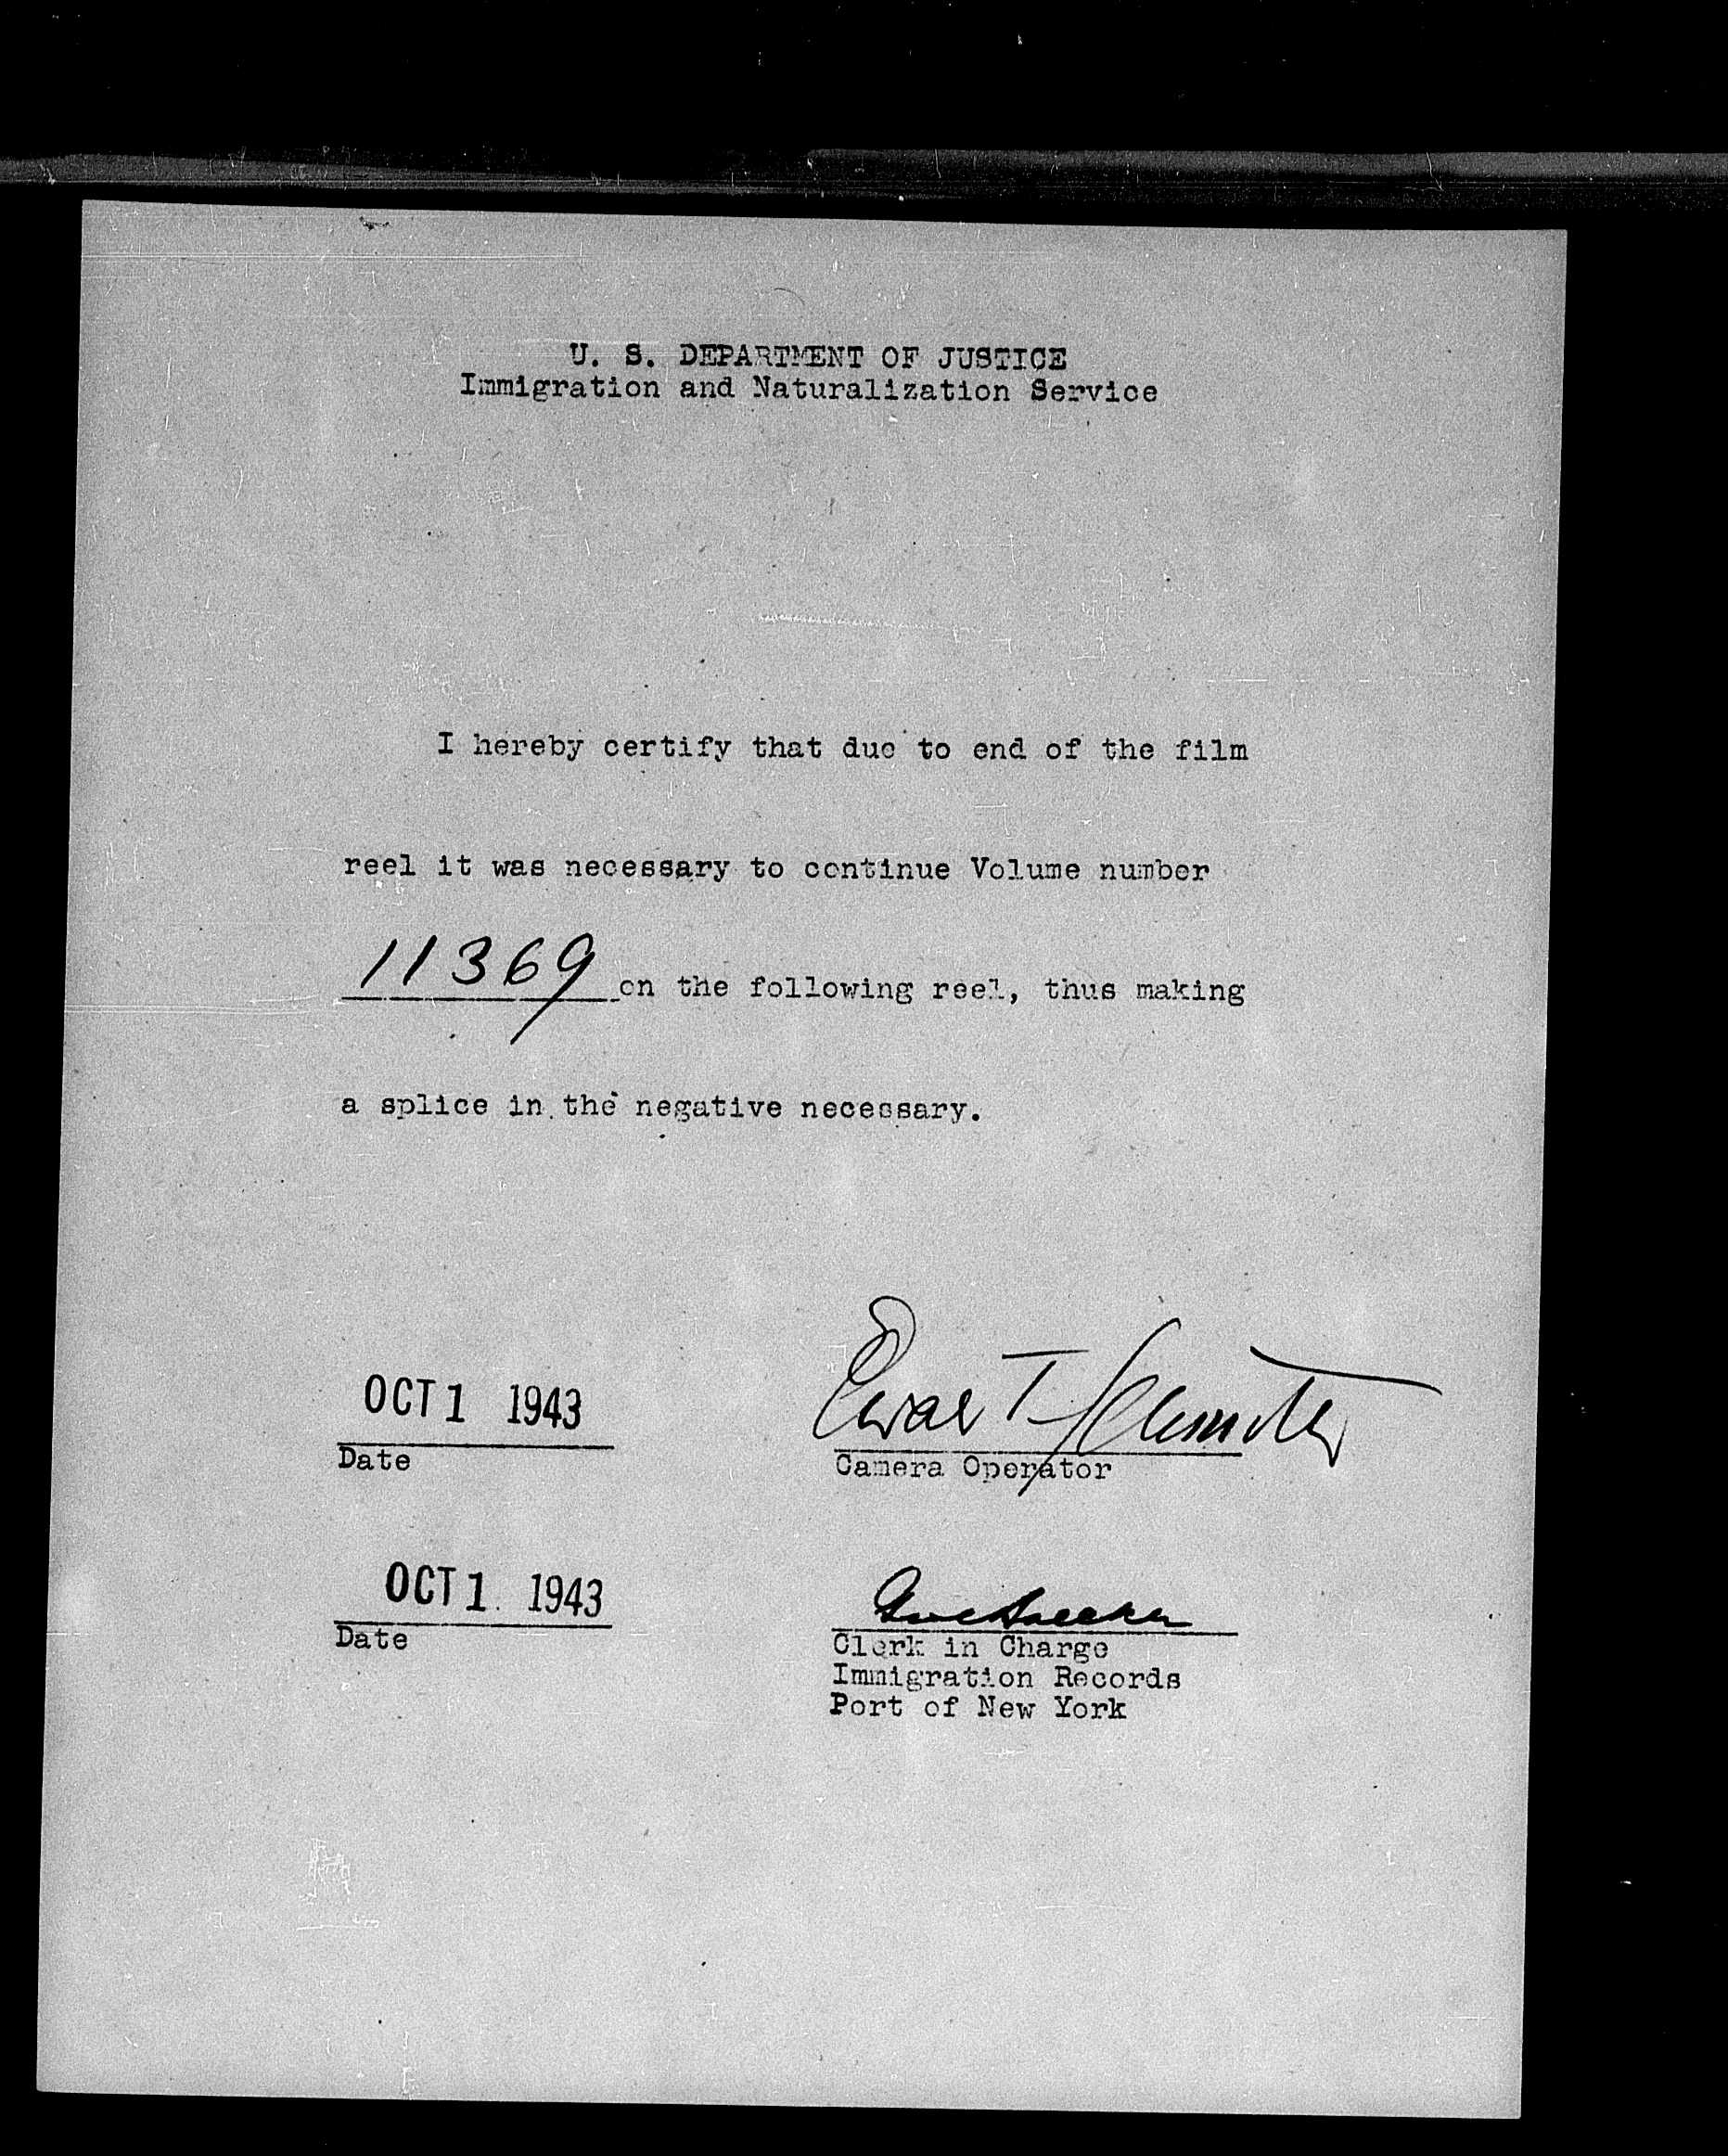 U. S. DEPARTMENT OF JUSTICE
Immigration and Naturalization Service
I hereby certify that due to end of the film
reel it was necessary to continue Volume number
11369 on the following reel, thus making
a splice in the negative necessary.
OCT 1 1943
Date
Camera Operator
OCT 1 1943
Date
Clerk in Charge
Immigration Records
Port of New York